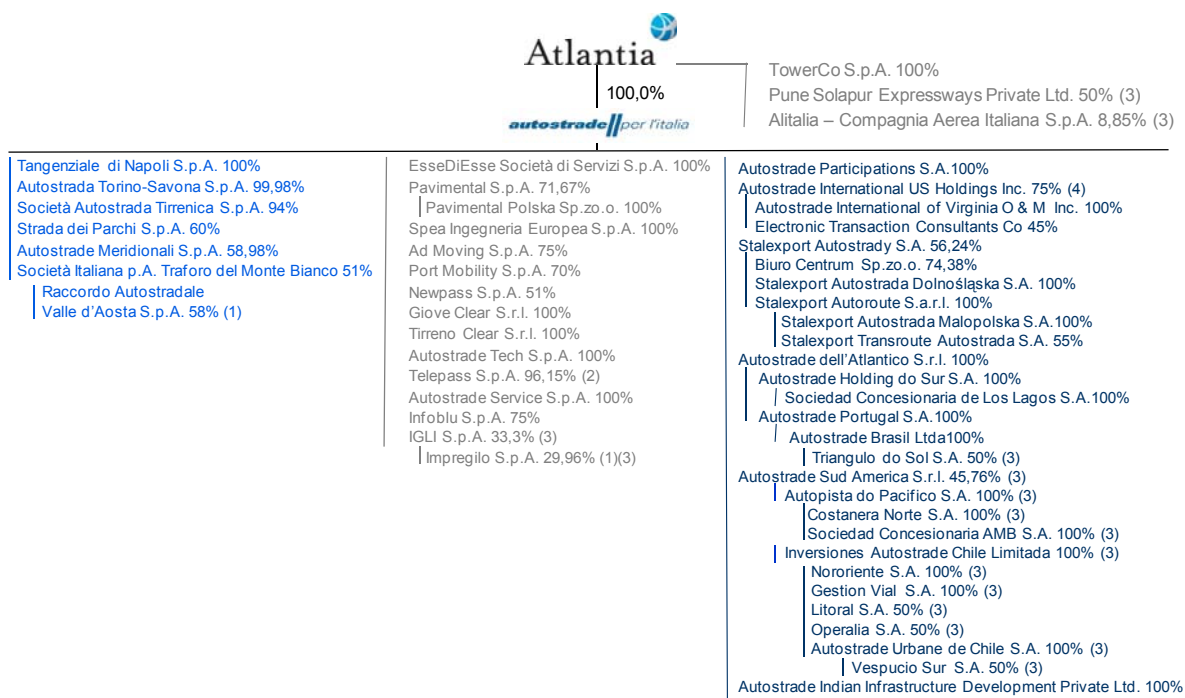 Atlantia
TowerCo S.p.A. 100%
Pune Solapur Expressways Private Ltd. 50% (3)
Alitalia – Compagnia Aerea Italiana S.p.A. 8,85% (3)
100,0%
autostrade per l'italia
Tangenziale di Napoli S.p.A. 100%
Autostrada Torino-Savona S.p.A. 99,98%
Società Autostrada Tirrenica S.p.A. 94%
Strada dei Parchi S.p.A. 60%
Autostrade Meridionali S.p.A. 58,98%
Società Italiana p.A. Traforo del Monte Bianco 51%
Raccordo Autostradale
Valle d'Aosta S.p.A. 58% (1)
EsseDiEsse Società di Servizi S.p.A. 100%
Pavimental S.p.A. 71,67%
Pavimental Polska Sp.zo.o. 100%
Spea Ingegneria Europea S.p.A. 100%
Ad Moving S.p.A. 75%
Port Mobility S.p.A. 70%
Newpass S.p.A. 51%
Giove Clear S.r.l. 100%
Tirreno Clear S.r.l. 100%
Autostrade Tech S.p.A. 100%
Telepass S.p.A. 96,15% (2)
Autostrade Service S.p.A. 100%
Infoblu S.p.A. 75%
IGLI S.p.A. 33,3% (3)
Impregilo S.p.A. 29,96% (1)(3)
Autostrade Participations S.A.100%
Autostrade International US Holdings Inc. 75% (4)
Autostrade International of Virginia O & M Inc. 100%
Electronic Transaction Consultants Co 45%
Stalexport Autostrady S.A. 56,24%
Biuro Centrum Sp.zo.o. 74,38%
Stalexport Autostrada Dolnośląska S.A. 100%
Stalexport Autoroute S.a.r.l. 100%
Stalexport Autostrada Malopolska S.A.100%
Stalexport Transroute Autostrada S.A. 55%
Autostrade dell'Atlantico S.r.l. 100%
Autostrade Holding do Sur S.A. 100%
Sociedad Concesionaria de Los Lagos S.A.100%
Autostrade Portugal S.A.100%
Autostrade Brasil Ltda100%
Triangulo do Sol S.A. 50% (3)
Autostrade Sud America S.r.l. 45,76% (3)
Autopista do Pacifico S.A. 100% (3)
Costanera Norte S.A. 100% (3)
Sociedad Concesionaria AMB S.A. 100% (3)
Inversiones Autostrade Chile Limitada 100% (3)
Nororiente S.A. 100% (3)
Gestion Vial S.A. 100% (3)
Litoral S.A. 50% (3)
Operalia S.A. 50% (3)
Autostrade Urbane de Chile S.A. 100% (3)
Vespucio Sur S.A. 50% (3)
Autostrade Indian Infrastructure Development Private Ltd. 100%